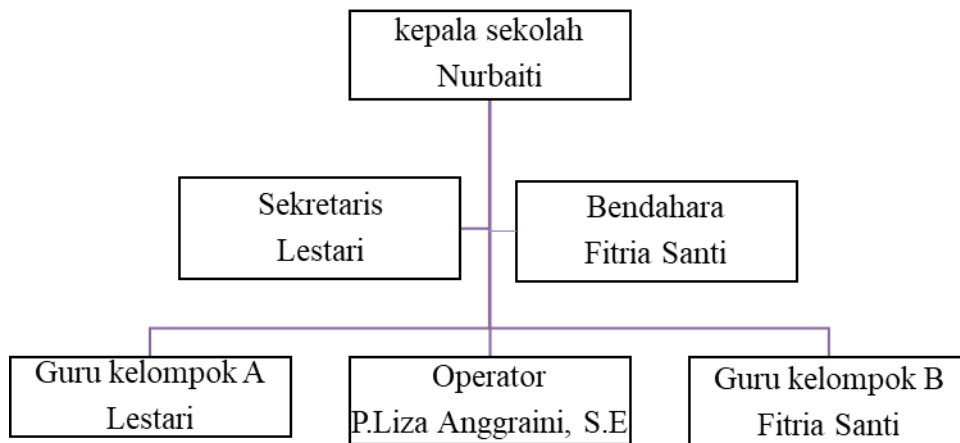 kepala sekolah
Nurbaiti
Sekretaris
Lestari
Bendahara
Fitria Santi
Guru kelompok A
Lestari
Operator
P.Liza Anggraini, S.E
Guru kelompok B
Fitria Santi